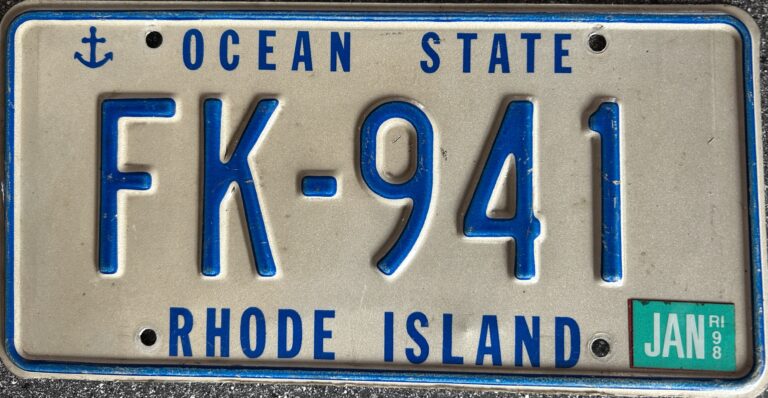 OCEAN STATE
FK-941
RHODE ISLAND
JAN RI 98